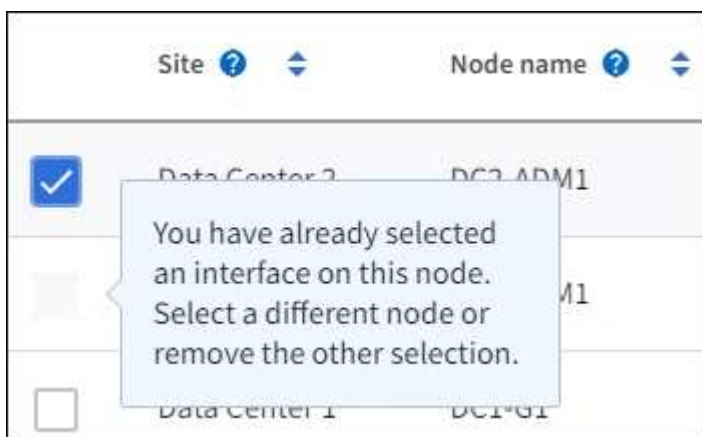 Site ? Node name ?
Data Center 2 DC2-ADM1
You have already selected
an interface on this node.
M1
Select a different node or
remove the other selection.
Data Center 1 DC1-G1